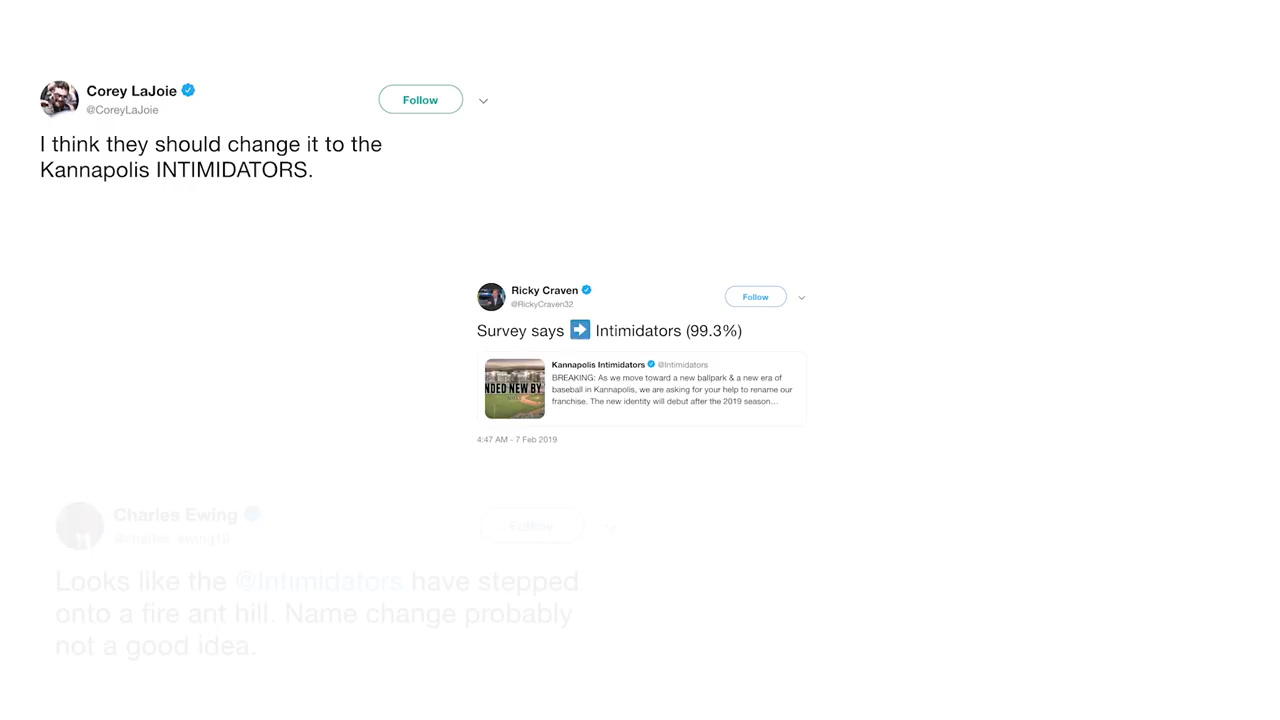 Corey LaJoie
@CoreyLaJoie
Follow
I think they should change it to the
Kannapolis INTIMIDATORS.
Ricky Craven
@RickyCraven32
Follow
Survey says ➡ Intimidators (99.3%)
Kannapolis Intimidators @Intimidators
BREAKING: As we move toward a new ballpark & a new era of
baseball in Kannapolis, we are asking for your help to rename our
franchise. The new identity will debut after the 2019 season...
NDED NEW BY
4:47 AM - 7 Feb 2019
Charles Ewing
Follow
Looks like the @Intimidators have stepped
onto a fire ant hill. Name change probably
not a good idea.